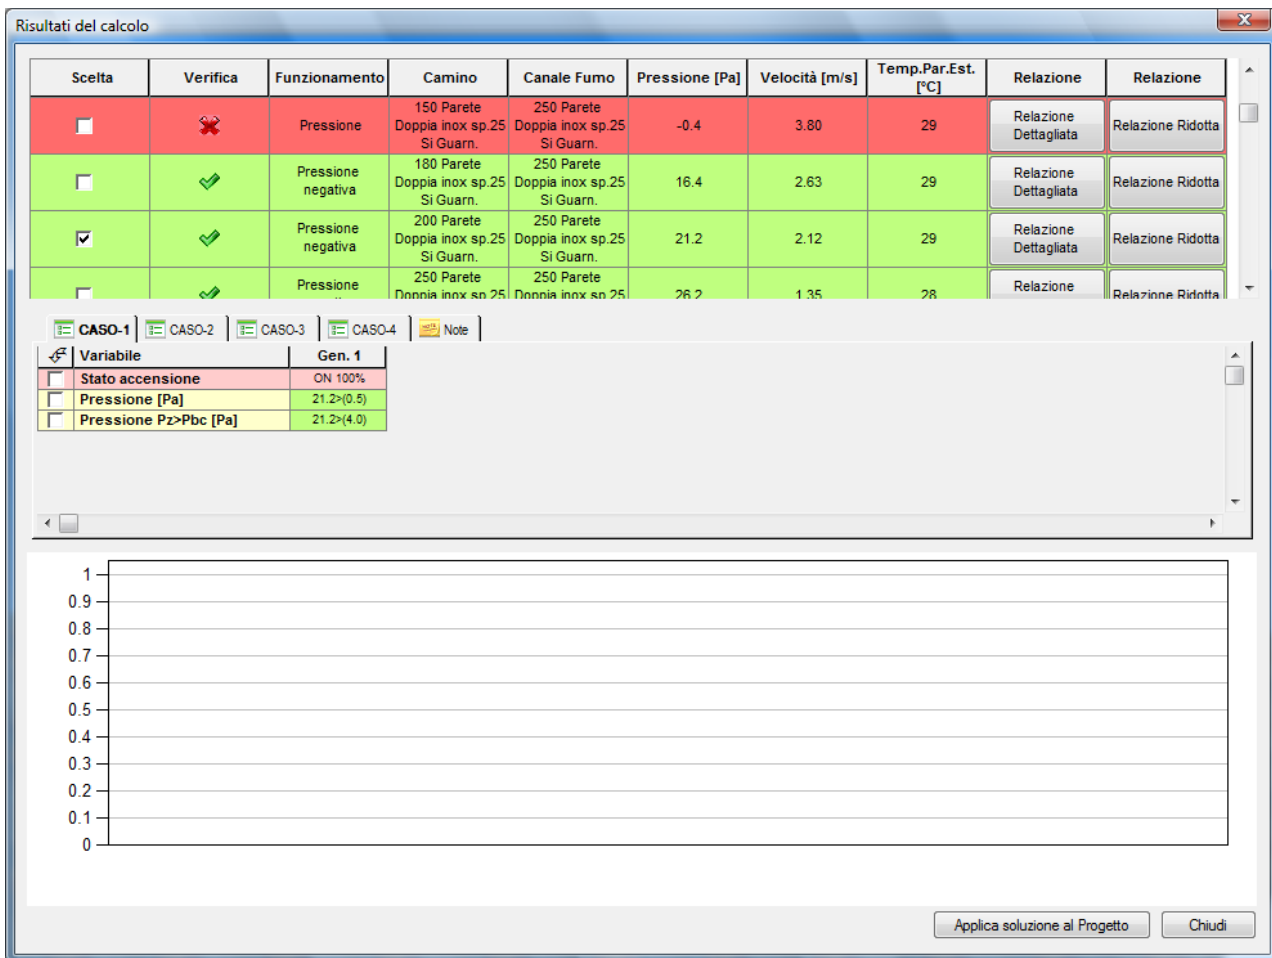 Risultati del calcolo
Scelta Verifica Funzionamento Camino Canale Fumo Pressione [Pa] Velocità [m/s] Temp.Par.Est. [°C] Relazione Relazione
Pressione 150 Parete Doppia inox sp.25 Si Guarn. 250 Parete Doppia inox sp.25 Si Guarn. -0.4 3.80 29 Relazione Dettagliata Relazione Ridotta
Pressione negativa 180 Parete Doppia inox sp.25 Si Guarn. 250 Parete Doppia inox sp.25 Si Guarn. 16.4 2.63 29 Relazione Dettagliata Relazione Ridotta
Pressione negativa 200 Parete Doppia inox sp.25 Si Guarn. 250 Parete Doppia inox sp.25 Si Guarn. 21.2 2.12 29 Relazione Dettagliata Relazione Ridotta
Pressione 250 Parete Doppia inox sp.25 250 Parete Doppia inox sp.25 26.2 1.35 28 Relazione Relazione Ridotta
CASO-1 CASO-2 CASO-3 CASO-4 Note
Variabile Gen. 1
Stato accensione ON 100%
Pressione [Pa] 21.2>(0.5)
Pressione Pz>Pbc [Pa] 21.2>(4.0)
1
0.9
0.8
0.7
0.6
0.5
0.4
0.3
0.2
0.1
0
Applica soluzione al Progetto Chiudi